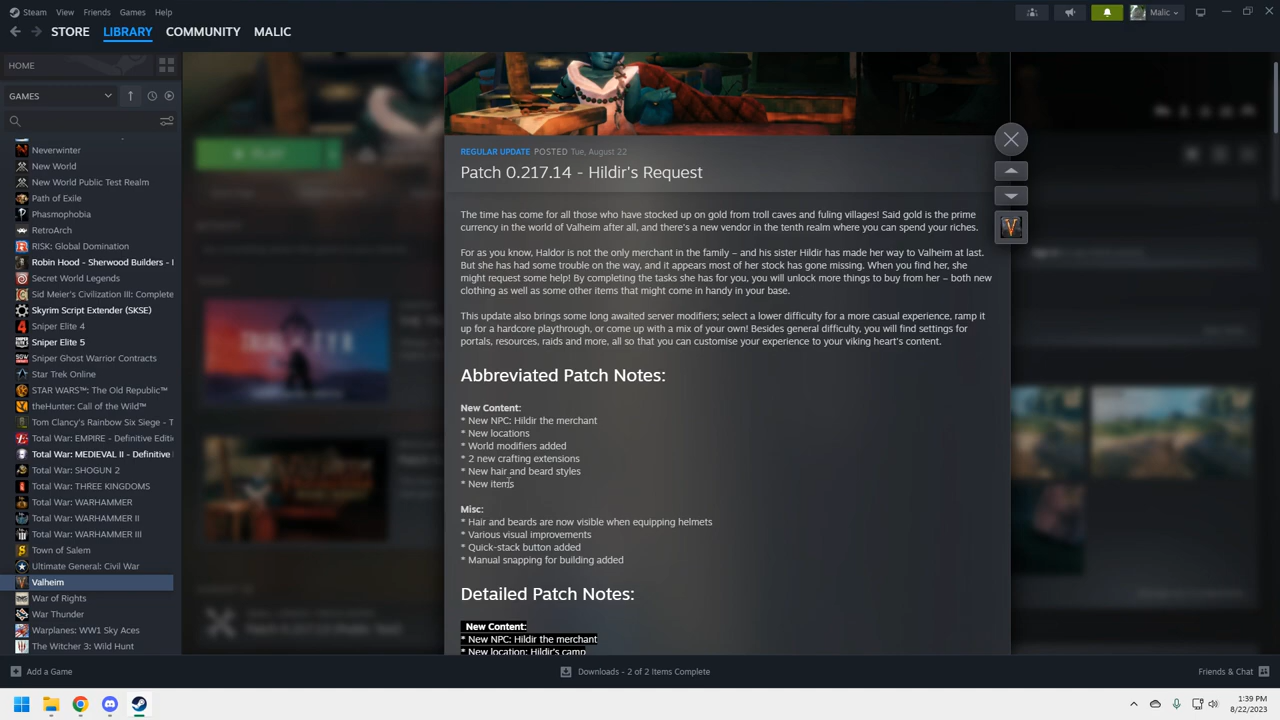 Steam View Friends Games Help
Malic
STORE LIBRARY COMMUNITY MALIC
HOME
GAMES
Neverwinter
New World
New World Public Test Realm
Path of Exile
Phasmophobia
RetroArch
RISK: Global Domination
Robin Hood - Sherwood Builders - I
Secret World Legends
Sid Meier's Civilization III: Complete
Skyrim Script Extender (SKSE)
Sniper Elite 4
Sniper Elite 5
Sniper Ghost Warrior Contracts
Star Trek Online
STAR WARS™: The Old Republic™
theHunter: Call of the Wild™
Tom Clancy's Rainbow Six Siege - T
Total War: EMPIRE - Definitive Editi
Total War: MEDIEVAL II - Definitive
Total War: SHOGUN 2
Total War: THREE KINGDOMS
Total War: WARHAMMER
Total War: WARHAMMER II
Total War: WARHAMMER III
Town of Salem
Ultimate General: Civil War
Valheim
War of Rights
War Thunder
Warplanes: WW1 Sky Aces
The Witcher 3: Wild Hunt
REGULAR UPDATE POSTED Tue, August 22
Patch 0.217.14 - Hildir's Request
The time has come for all those who have stocked up on gold from troll caves and fuling villages! Said gold is the prime
currency in the world of Valheim after all, and there's a new vendor in the tenth realm where you can spend your riches.
For as you know, Haldor is not the only merchant in the family – and his sister Hildir has made her way to Valheim at last.
But she has had some trouble on the way, and it appears most of her stock has gone missing. When you find her, she
might request some help! By completing the tasks she has for you, you will unlock more things to buy from her – both new
clothing as well as some other items that might come in handy in your base.
This update also brings some long awaited server modifiers; select a lower difficulty for a more casual experience, ramp it
up for a hardcore playthrough, or come up with a mix of your own! Besides general difficulty, you will find settings for
portals, resources, raids and more, all so that you can customise your experience to your viking heart's content.
Abbreviated Patch Notes:
New Content:
* New NPC: Hildir the merchant
* New locations
* World modifiers added
* 2 new crafting extensions
* New hair and beard styles
* New items
Misc:
* Hair and beards are now visible when equipping helmets
* Various visual improvements
* Quick-stack button added
* Manual snapping for building added
Detailed Patch Notes:
New Content:
* New NPC: Hildir the merchant
* New location: Hildir's camp
Add a Game
Downloads - 2 of 2 Items Complete
Friends & Chat
1:39 PM
8/22/2023